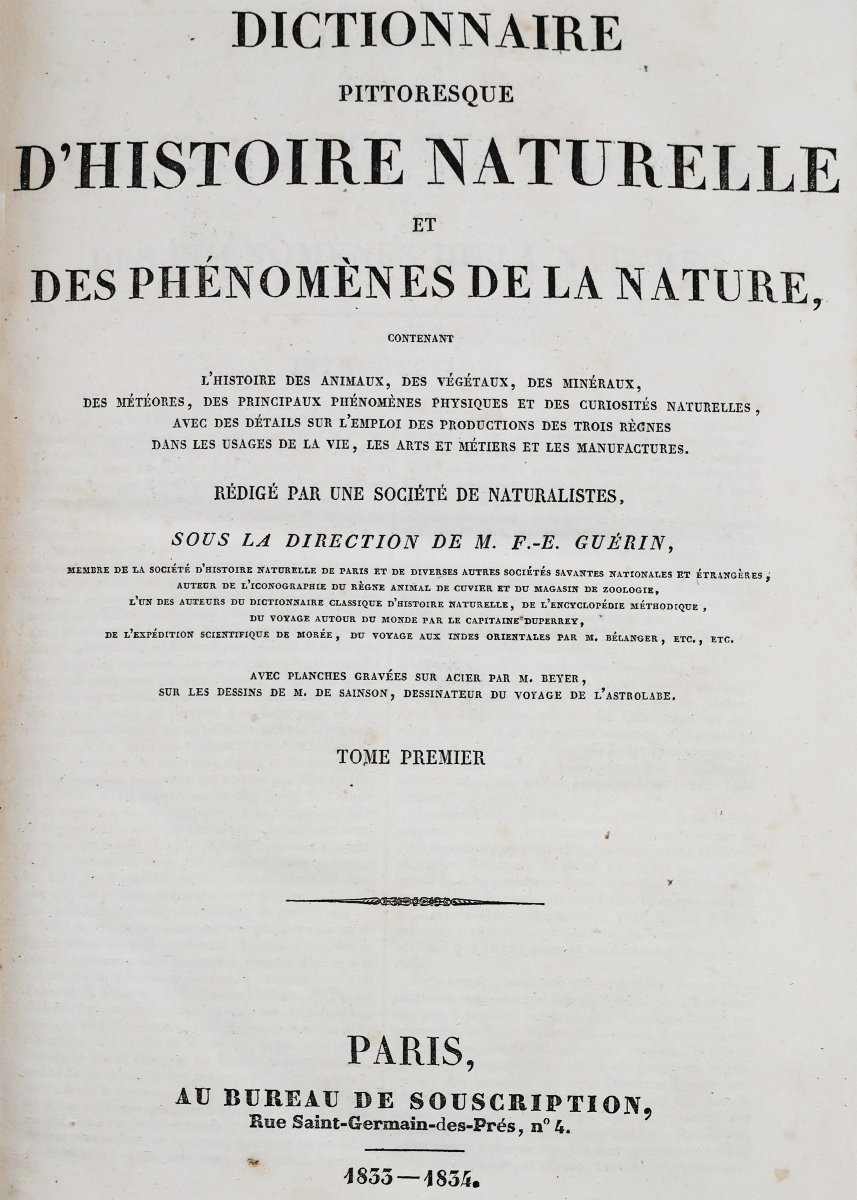 DICTIONNAIRE
PITTORESQUE
D'HISTOIRE NATURELLE
ET
DES PHÉNOMÈNES DE LA NATURE,
CONTENANT
L'HISTOIRE DES ANIMAUX, DES VÉGÉTAUX, DES MINÉRAUX,
DES MÉTÉORES, DES PRINCIPAUX PHÉNOMÈNES PHYSIQUES ET DES CURIOSITÉS NATURELLES,
AVEC DES DÉTAILS SUR L'EMPLOI DES PRODUCTIONS DES TROIS RÈGNES
DANS LES USAGES DE LA VIE, LES ARTS ET MÉTIERS ET LES MANUFACTURES.
RÉDIGÉ PAR UNE SOCIÉTÉ DE NATURALISTES,
SOUS LA DIRECTION DE M. F.-E. GUÉRIN,
MEMBRE DE LA SOCIÉTÉ D'HISTOIRE NATURELLE DE PARIS ET DE DIVERSES AUTRES SOCIÉTÉS SAVANTES NATIONALES ET ÉTRANGÈRES,
AUTEUR DE L'ICONOGRAPHIE DU RÈGNE ANIMAL DE CUVIER ET DU MAGASIN DE ZOOLOGIE,
L'UN DES AUTEURS DU DICTIONNAIRE CLASSIQUE D'HISTOIRE NATURELLE, DE L'ENCYCLOPÉDIE MÉTHODIQUE,
DU VOYAGE AUTOUR DU MONDE PAR LE CAPITAINE DUPERREY,
DE L'EXPÉDITION SCIENTIFIQUE DE MORÉE, DU VOYAGE AUX INDES ORIENTALES PAR M. BÉLANGER, ETC., ETC.
AVEC PLANCHES GRAVÉES SUR ACIER PAR M. BEYER,
SUR LES DESSINS DE M. DE SAINSON, DESSINATEUR DU VOYAGE DE L'ASTROLABE.
TOME PREMIER
PARIS,
AU BUREAU DE SOUSCRIPTION,
Rue Saint-Germain-des-Prés, n° 4.
1833—1834.